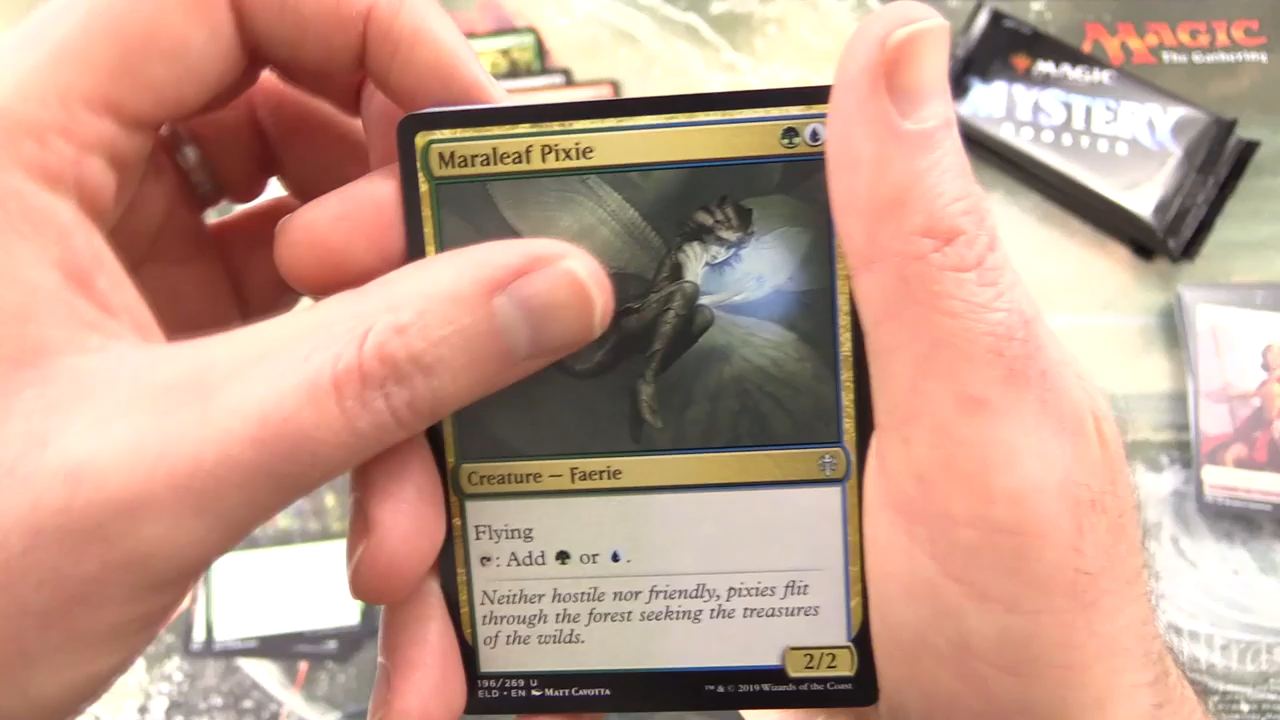 MAGIC
The Gathering
MAGIC
MYSTERY
BOOSTER
Maraleaf Pixie
Creature — Faerie
Flying
: Add or .
Neither hostile nor friendly, pixies flit
through the forest seeking the treasures
of the wilds.
2/2
196/269 U
ELD • EN MATT CAVOTTA
™ & © 2019 Wizards of the Coast